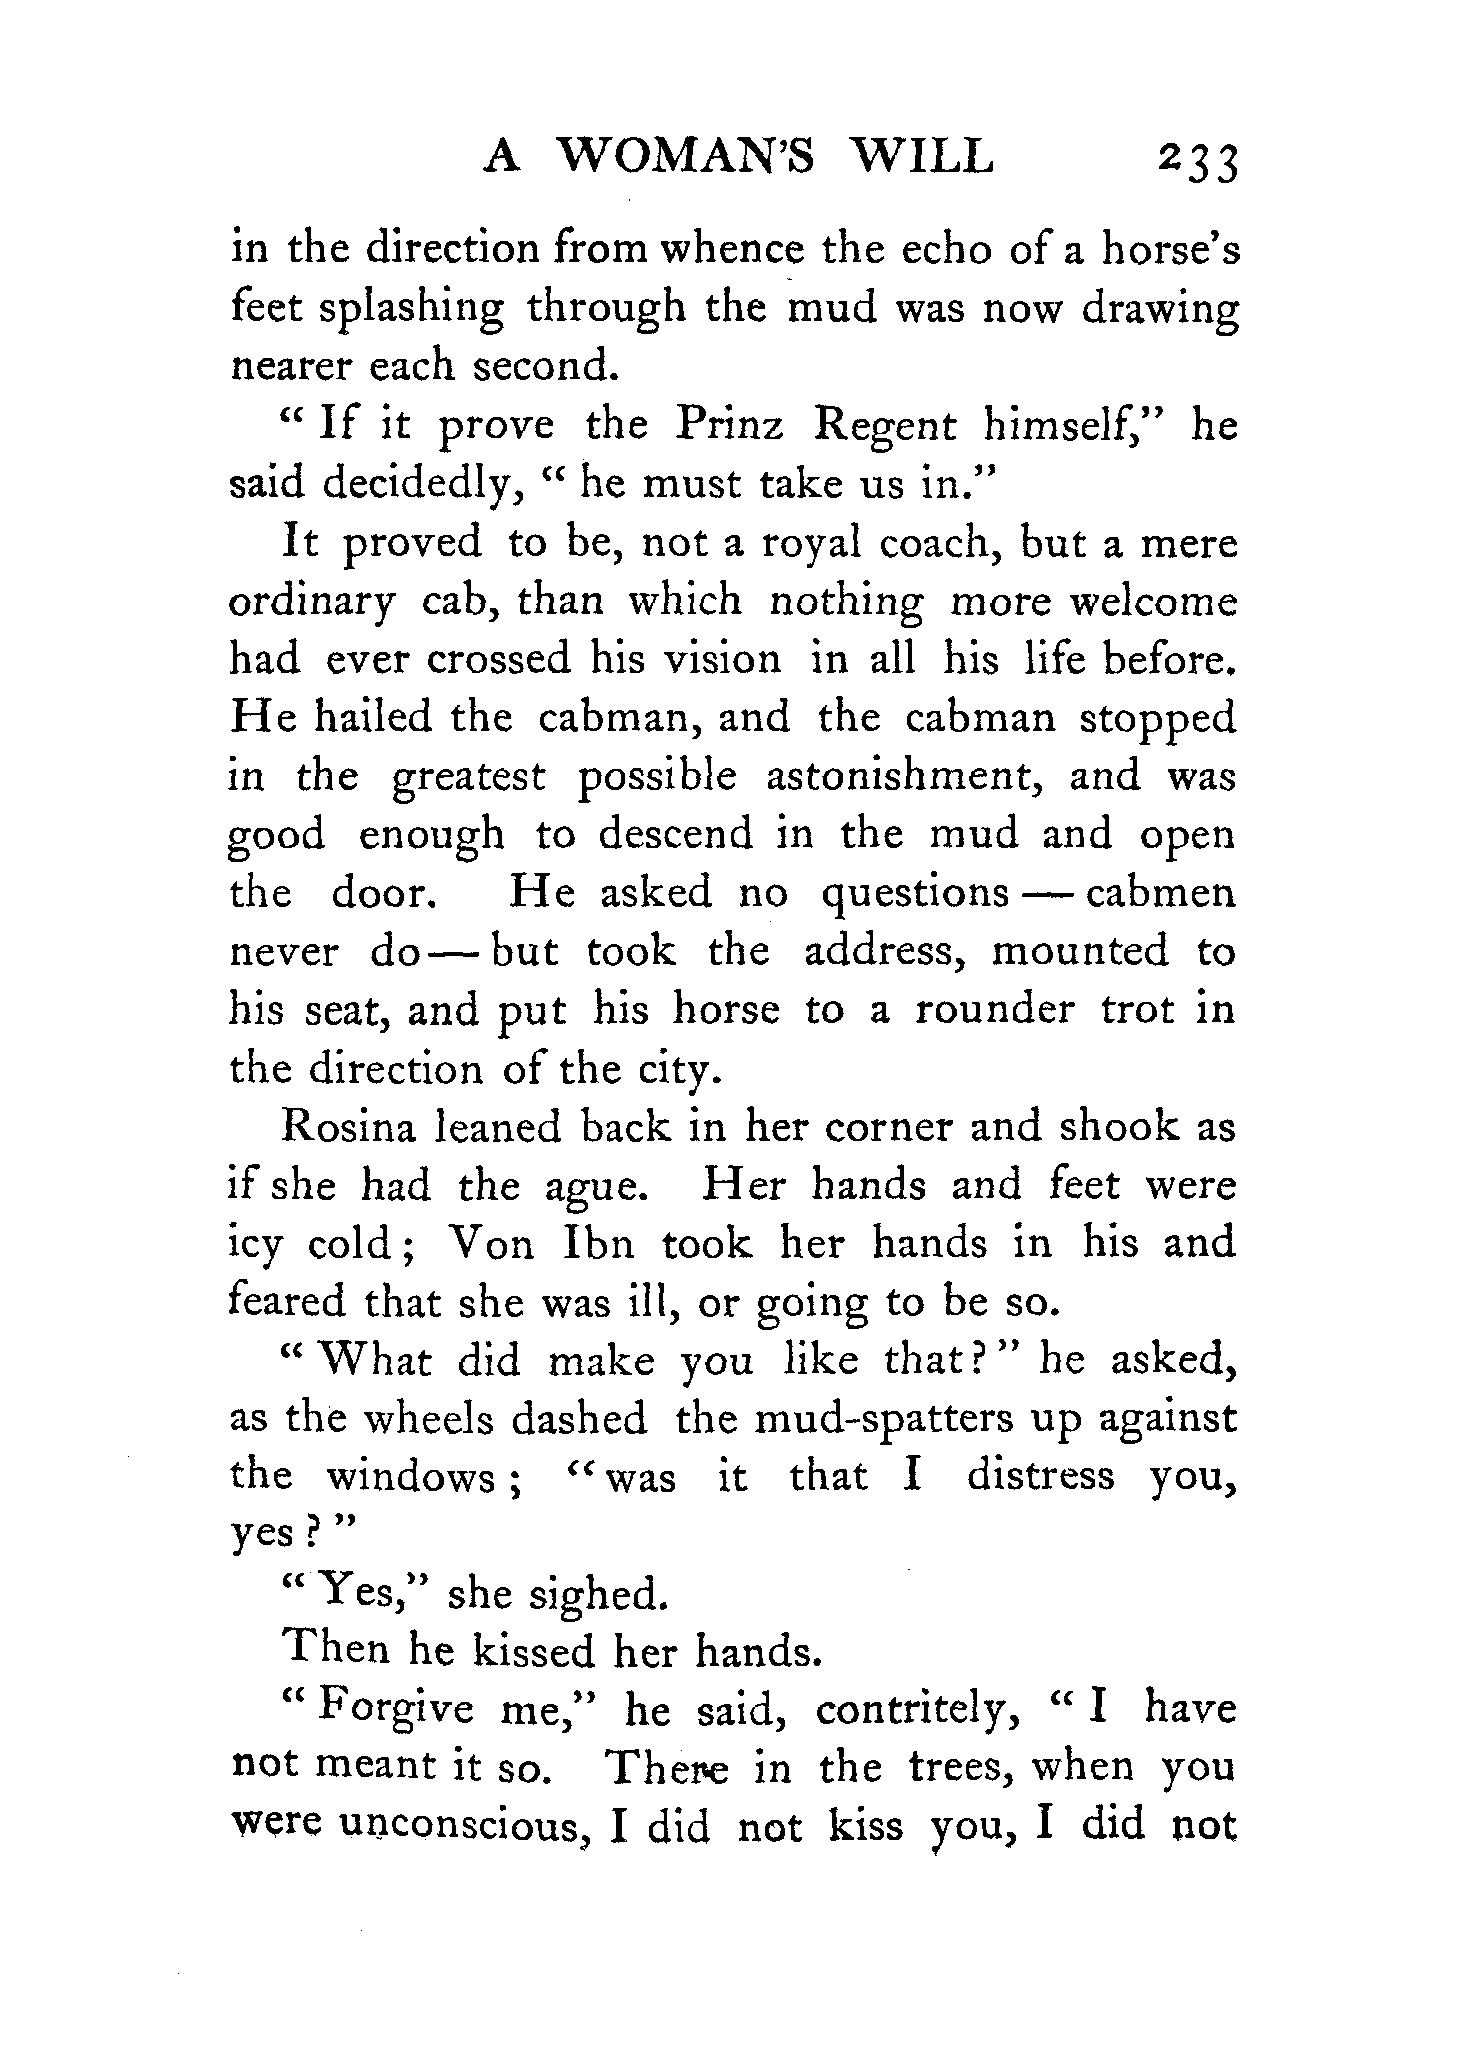 A WOMAN'S WILL 233
in the direction from whence the echo of a horse's
feet splashing through the mud was now drawing
nearer each second.
“ If it prove the Prinz Regent himself,” he
said decidedly, “ he must take us in.”
It proved to be, not a royal coach, but a mere
ordinary cab, than which nothing more welcome
had ever crossed his vision in all his life before.
He hailed the cabman, and the cabman stopped
in the greatest possible astonishment, and was
good enough to descend in the mud and open
the door. He asked no questions — cabmen
never do — but took the address, mounted to
his seat, and put his horse to a rounder trot in
the direction of the city.
Rosina leaned back in her corner and shook as
if she had the ague. Her hands and feet were
icy cold ; Von Ibn took her hands in his and
feared that she was ill, or going to be so.
“ What did make you like that ? ” he asked,
as the wheels dashed the mud-spatters up against
the windows ; “ was it that I distress you,
yes ? ”
“ Yes,” she sighed.
Then he kissed her hands.
“ Forgive me,” he said, contritely, “ I have
not meant it so. There in the trees, when you
were unconscious, I did not kiss you, I did not